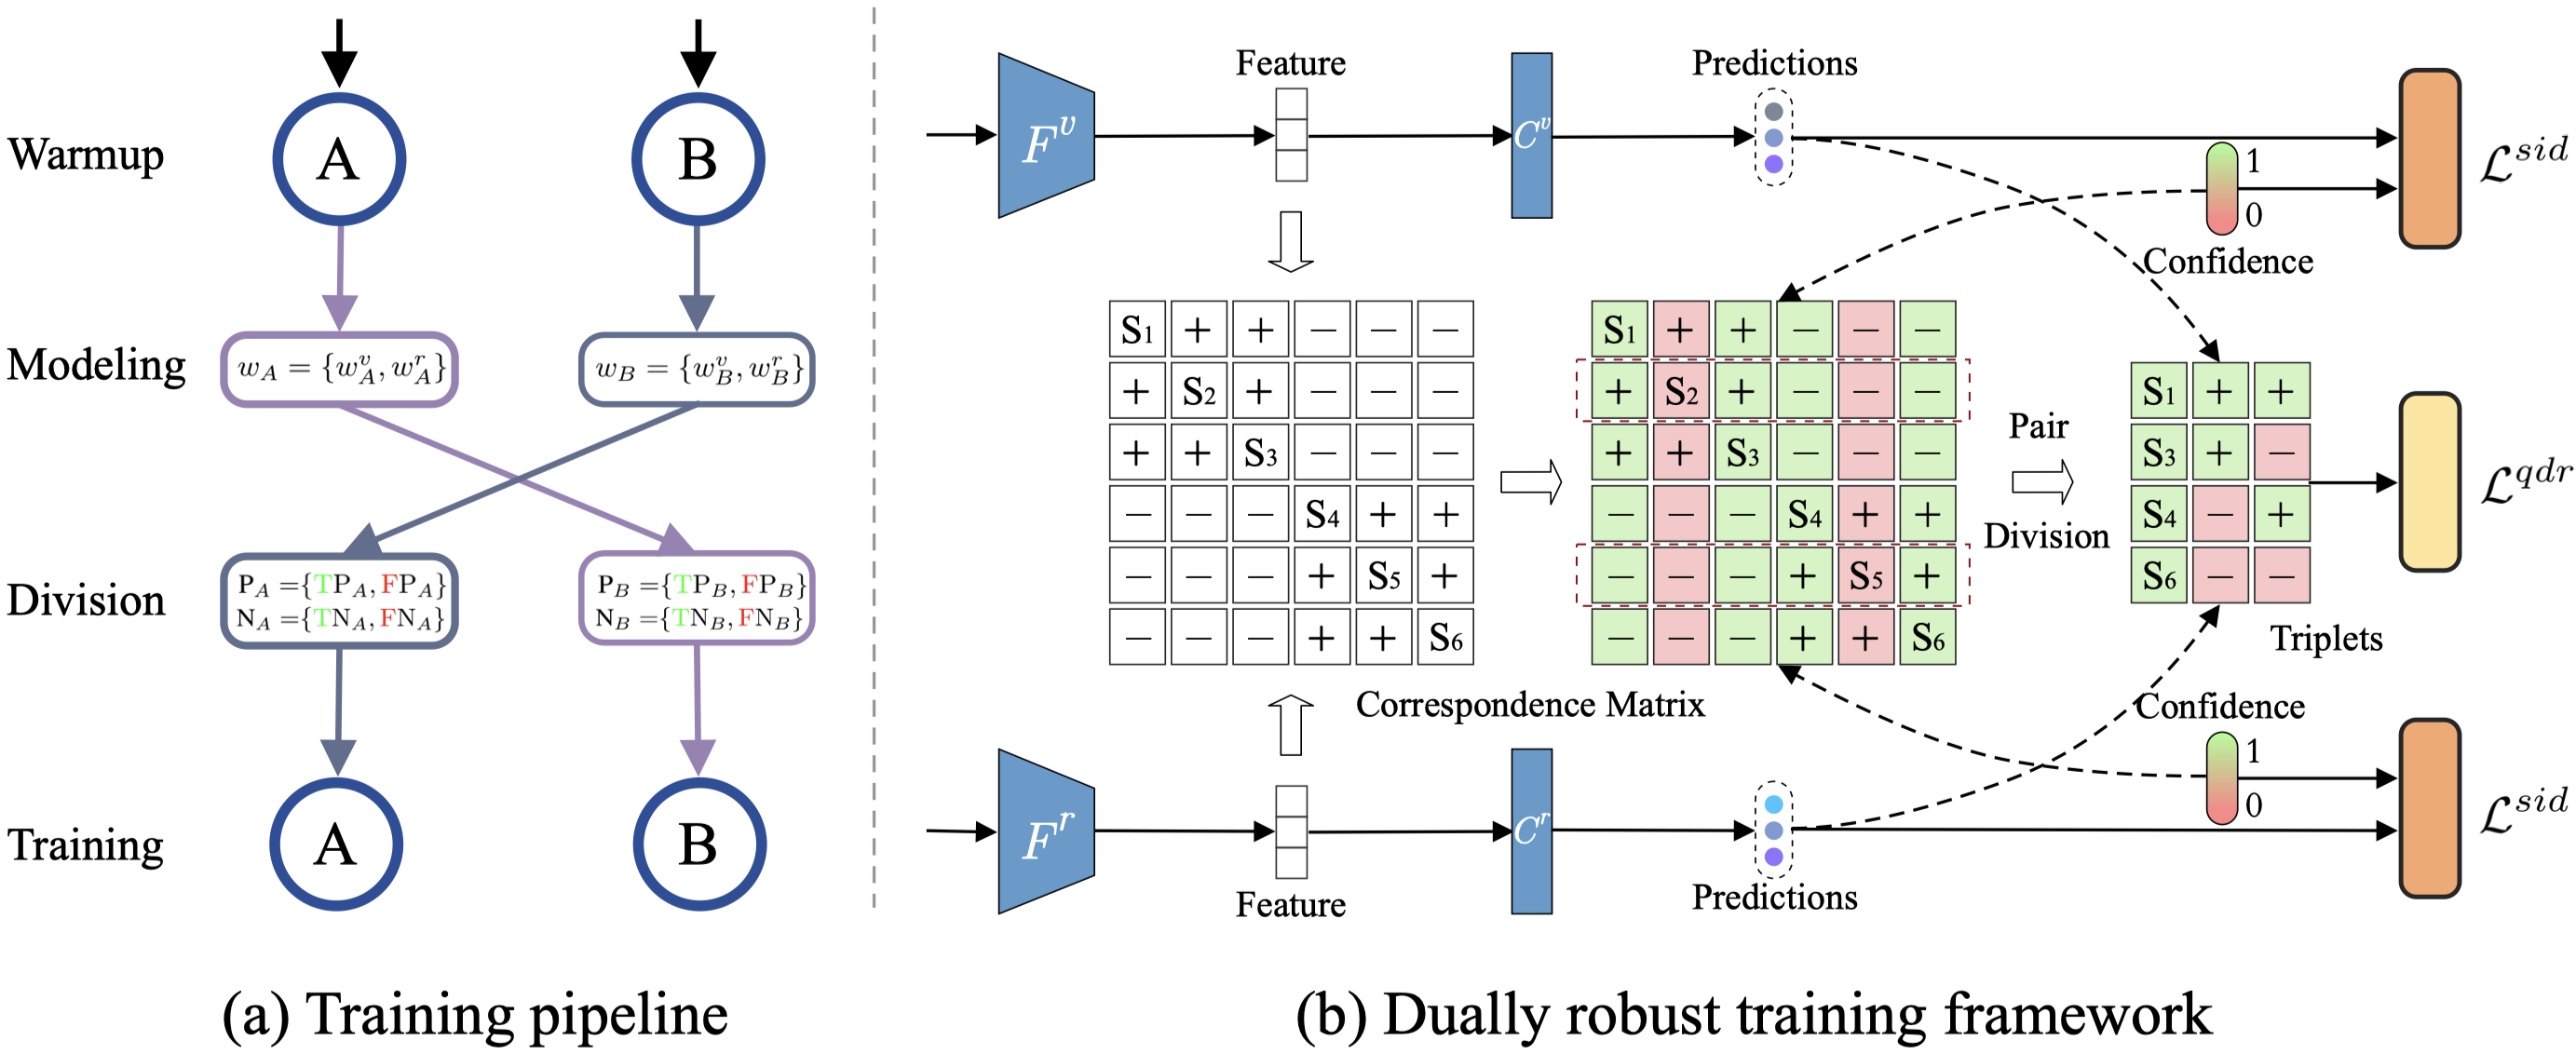 Warmup
A
B
Modeling
w_A = {w_A^v, w_A^r}
w_B = {w_B^v, w_B^r}
Division
P_A ={TP_A, FP_A}
N_A ={TN_A, FN_A}
P_B ={TP_B, FP_B}
N_B ={TN_B, FN_B}
Training
A
B
(a) Training pipeline
F^v
Feature
C^v
Predictions
1
0
Confidence
L^sid
S1 + + − − −
+ S2 + − − −
+ + S3 − − −
− − − S4 + +
− − − + S5 +
− − − + + S6
Correspondence Matrix
S1 + + − − −
+ S2 + − − −
+ + S3 − − −
− − − S4 + +
− − − + S5 +
− − − + + S6
Pair
Division
S1 + +
S3 + −
S4 − +
S6 − −
Triplets
L^qdr
F^r
Feature
C^r
Predictions
Confidence
1
0
L^sid
(b) Dually robust training framework